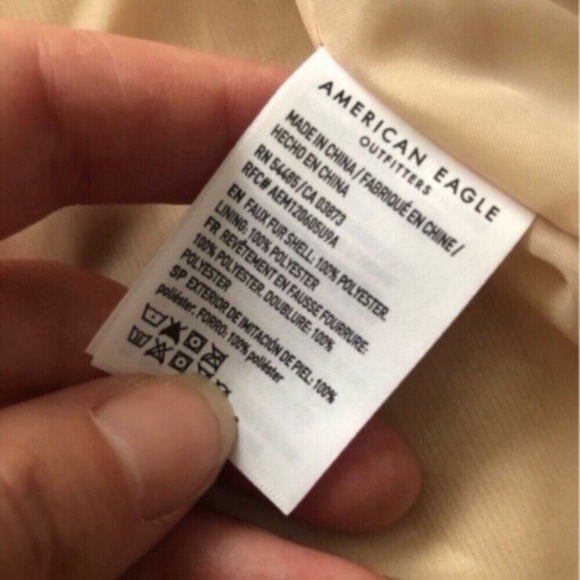 AMERICAN EAGLE
OUTFITTERS
MADE IN CHINA / FABRIQUÉ EN CHINE /
HECHO EN CHINA
RN 54485 / CA 03873
RFC# AEM120605U9A
EN FAUX FUR SHELL: 100% POLYESTER.
LINING: 100% POLYESTER
FR REVÊTEMENT EN FAUSSE FOURRURE:
100% POLYESTER. DOUBLURE: 100%
POLYESTER
SP EXTERIOR DE IMITACIÓN DE PIEL: 100%
poliéster. FORRO: 100% poliéster